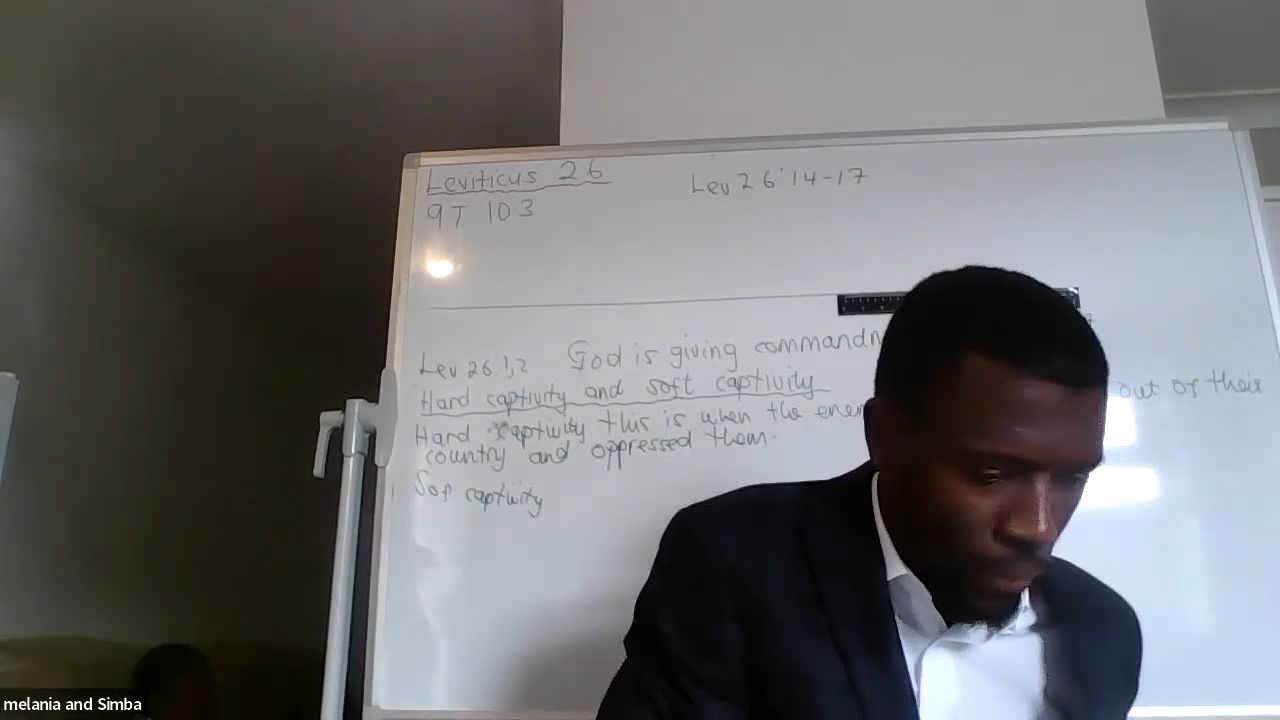 Leviticus 26
Lev 26:14-17
9T 103
Lev 26.1,2 God is giving
Hard captivity and soft captivity
Hard captivity this is when the out of their
country and oppressed them.
Sof captivity
melania and Simba